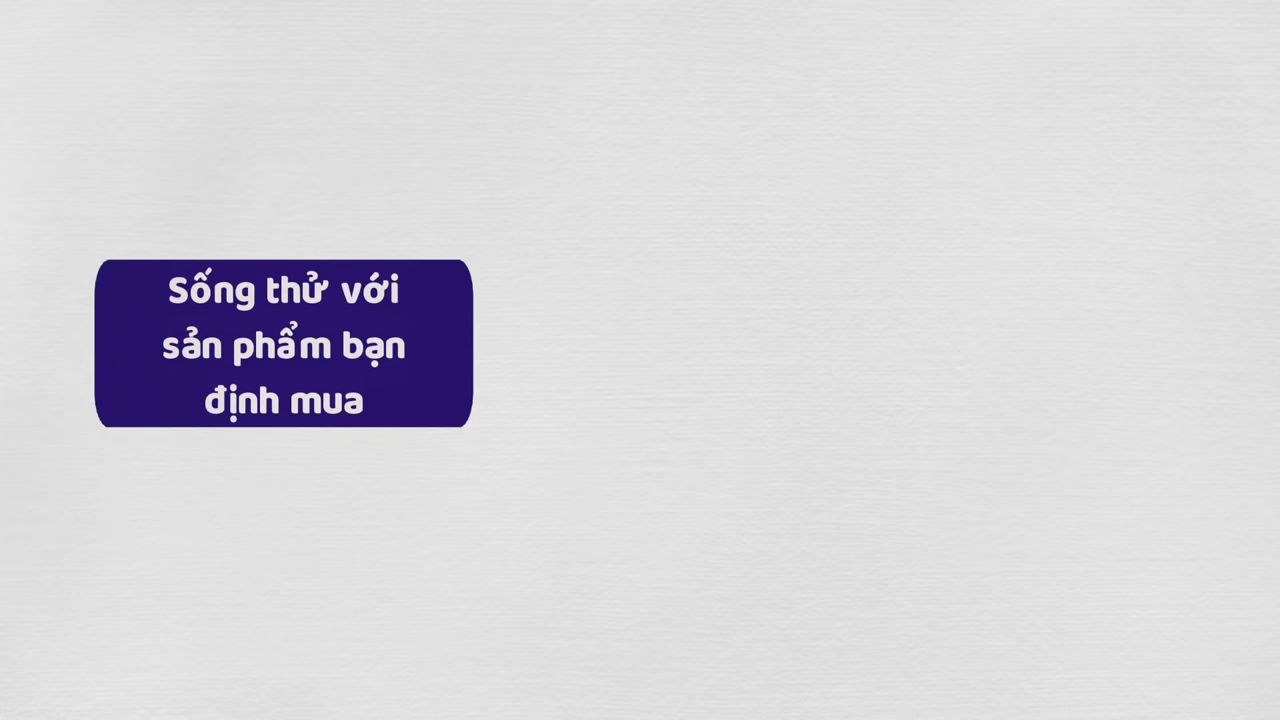 Sống thử với
sản phẩm bạn
định mua